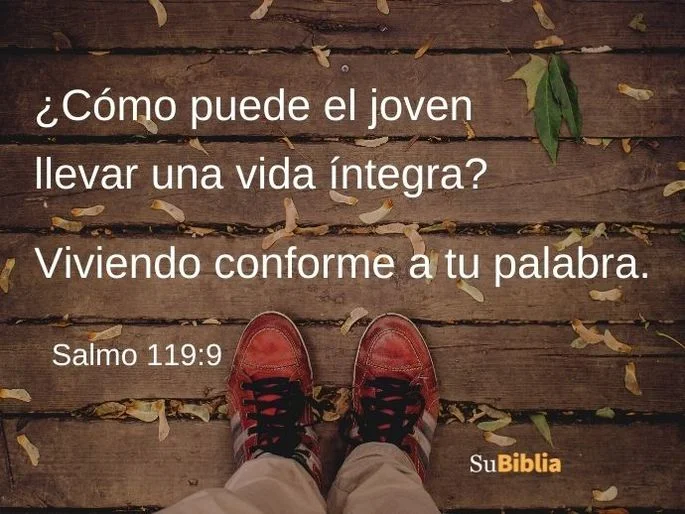 ¿Cómo puede el joven
llevar una vida íntegra?
Viviendo conforme a tu palabra.
Salmo 119:9
SuBiblia